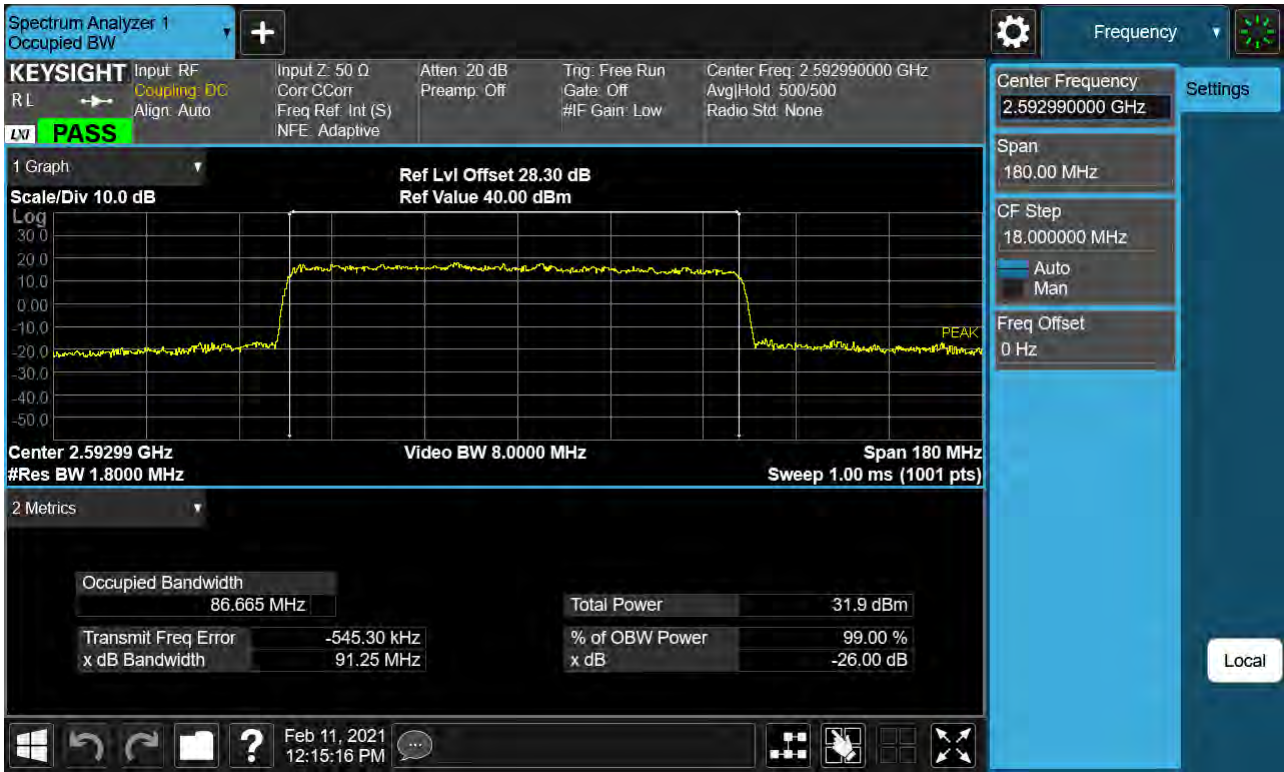 Spectrum Analyzer 1
Occupied BW
Frequency
KEYSIGHT
RL
LXI PASS
Input: RF
Coupling: DC
Align: Auto
Input Z: 50 Ω
Corr CCorr
Freq Ref: Int (S)
NFE: Adaptive
Atten: 20 dB
Preamp: Off
Trig: Free Run
Gate: Off
#IF Gain: Low
Center Freq: 2.592990000 GHz
Avg|Hold: 500/500
Radio Std: None
Center Frequency
2.592990000 GHz
Settings
Span
180.00 MHz
CF Step
18.000000 MHz
Auto
Man
Freq Offset
0 Hz
1 Graph
Scale/Div 10.0 dB
Ref Lvl Offset 28.30 dB
Ref Value 40.00 dBm
Log
30.0
20.0
10.0
0.00
-10.0
-20.0
-30.0
-40.0
-50.0
PEAK
Center 2.59299 GHz
#Res BW 1.8000 MHz
Video BW 8.0000 MHz
Span 180 MHz
Sweep 1.00 ms (1001 pts)
2 Metrics
Occupied Bandwidth
86.665 MHz
Transmit Freq Error -545.30 kHz
x dB Bandwidth 91.25 MHz
Total Power 31.9 dBm
% of OBW Power 99.00 %
x dB -26.00 dB
Local
?
Feb 11, 2021
12:15:16 PM